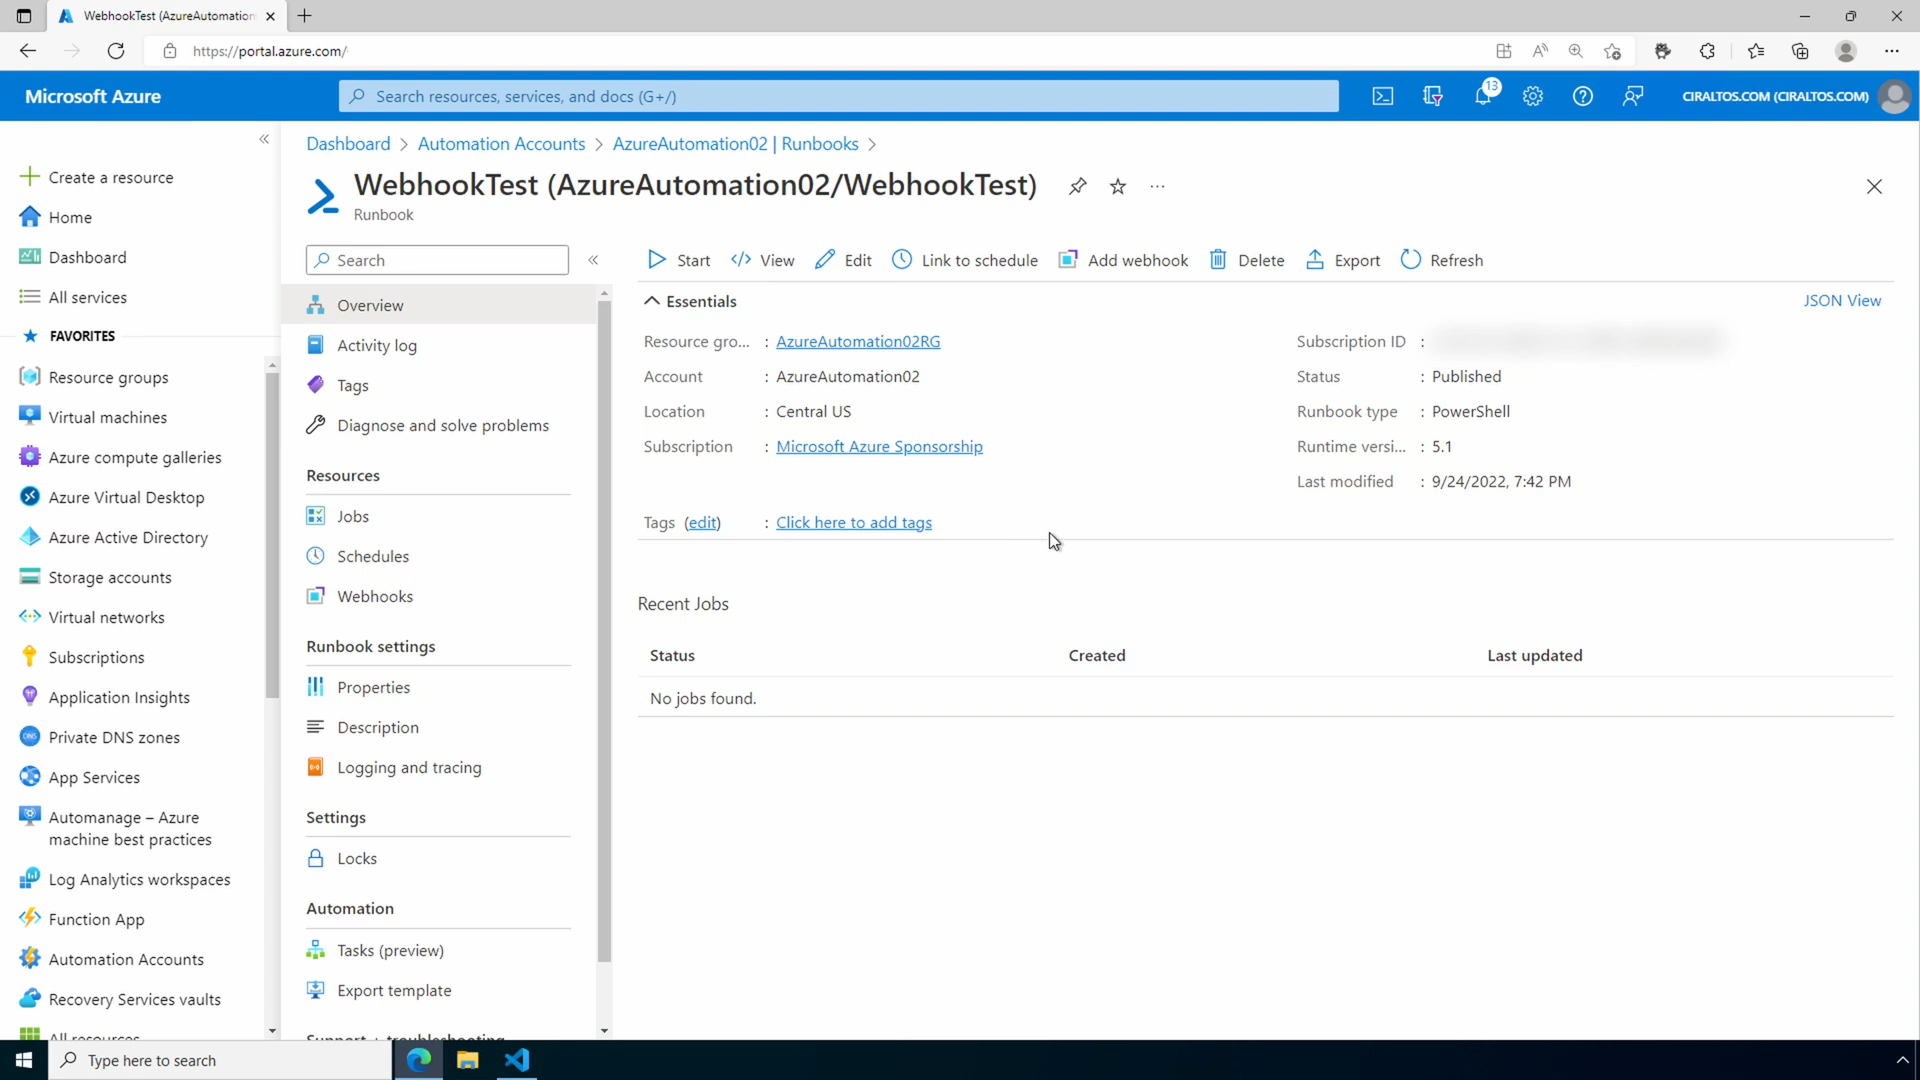 WebhookTest (AzureAutomation
https://portal.azure.com/
Microsoft Azure
Search resources, services, and docs (G+/)
13
CIRALTOS.COM (CIRALTOS.COM)
Dashboard > Automation Accounts > AzureAutomation02 | Runbooks >
WebhookTest (AzureAutomation02/WebhookTest)
Runbook
Create a resource
Home
Dashboard
All services
FAVORITES
Resource groups
Virtual machines
Azure compute galleries
Azure Virtual Desktop
Azure Active Directory
Storage accounts
Virtual networks
Subscriptions
Application Insights
Private DNS zones
App Services
Automanage – Azure
machine best practices
Log Analytics workspaces
Function App
Automation Accounts
Recovery Services vaults
All resources
Search
Overview
Activity log
Tags
Diagnose and solve problems
Resources
Jobs
Schedules
Webhooks
Runbook settings
Properties
Description
Logging and tracing
Settings
Locks
Automation
Tasks (preview)
Export template
Support + troubleshooting
Start View Edit Link to schedule Add webhook Delete Export Refresh
Essentials
JSON View
Resource gro... : AzureAutomation02RG
Account : AzureAutomation02
Location : Central US
Subscription : Microsoft Azure Sponsorship
Subscription ID :
Status : Published
Runbook type : PowerShell
Runtime versi... : 5.1
Last modified : 9/24/2022, 7:42 PM
Tags (edit) : Click here to add tags
Recent Jobs
Status Created Last updated
No jobs found.
Type here to search